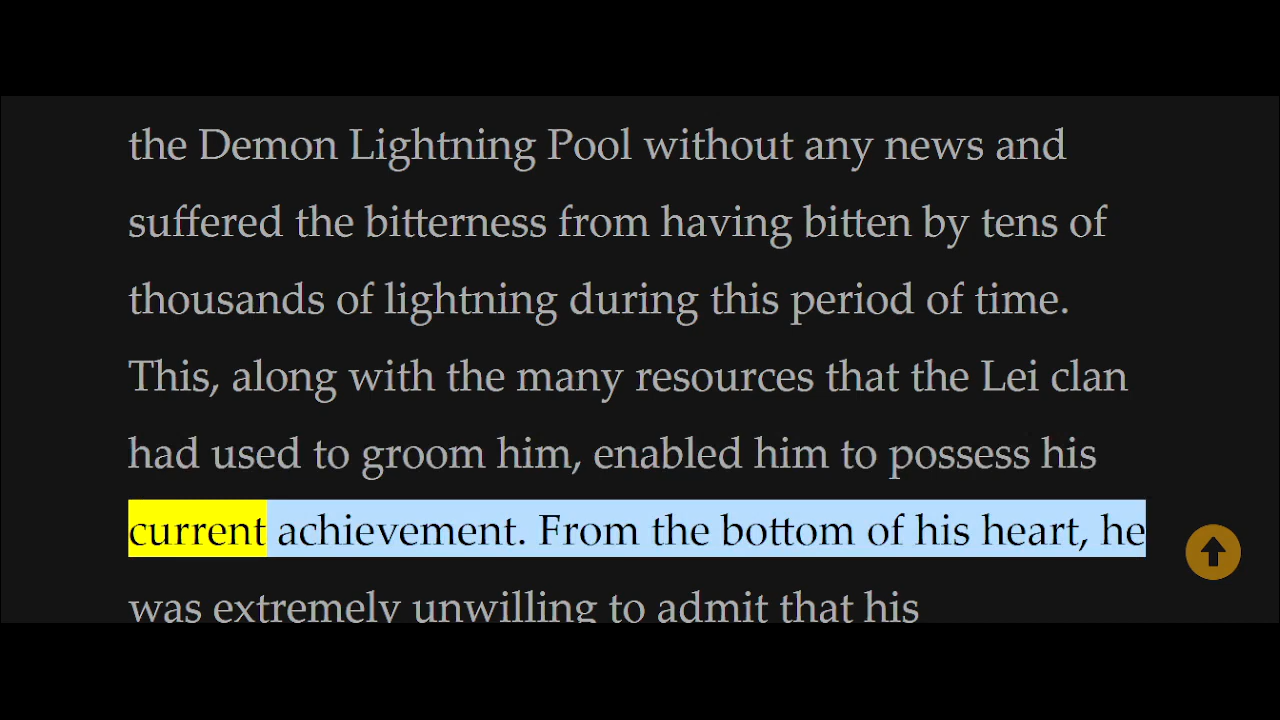 the Demon Lightning Pool without any news and
suffered the bitterness from having bitten by tens of
thousands of lightning during this period of time.
This, along with the many resources that the Lei clan
had used to groom him, enabled him to possess his
current achievement. From the bottom of his heart, he
was extremely unwilling to admit that his